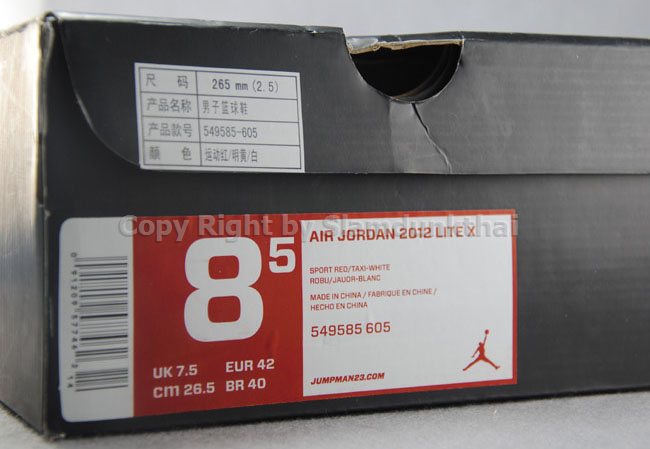 尺 码 265 mm (2.5)
产品名称 男子篮球鞋
产品款号 549585-605
颜 色 运动红/明黄/白
Copy Right by Slamdunkthai
8 5
AIR JORDAN 2012 LITE X
SPORT RED/TAXI-WHITE
ROBU/JAUOR-BLANC
MADE IN CHINA / FABRIQUE EN CHINE /
HECHO EN CHINA
549585 605
UK 7.5 EUR 42
CM 26.5 BR 40
JUMPMAN23.COM